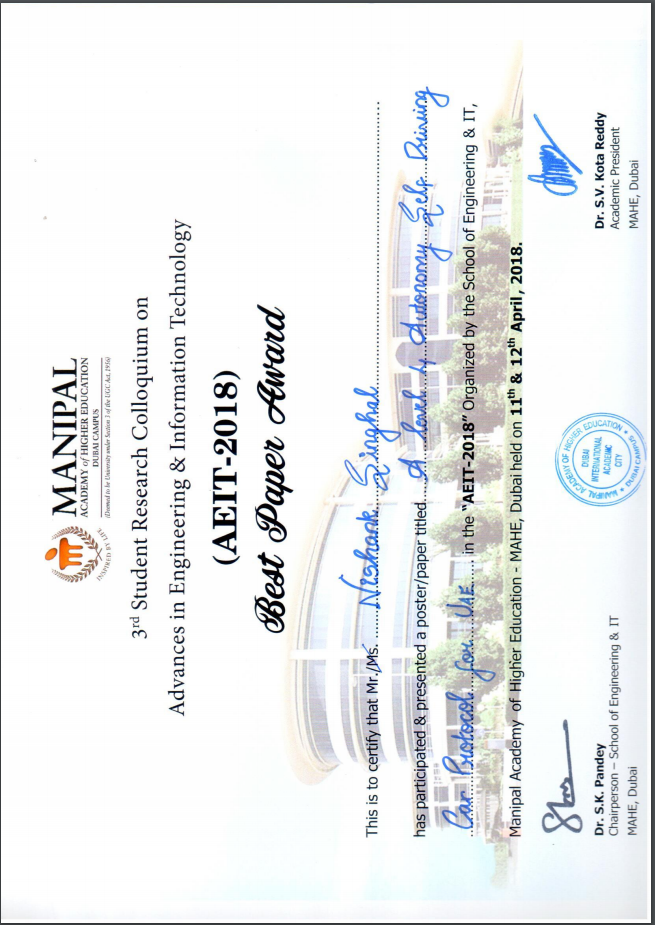 MANIPAL
ACADEMY of HIGHER EDUCATION
DUBAI CAMPUS
(Deemed to be University under Section 3 of the UGC Act, 1956)
INSPIRED BY LIFE
3rd Student Research Colloquium on
Advances in Engineering & Information Technology
(AEIT-2018)
Best Paper Award
This is to certify that Mr./Ms. Nishank Singhal
has participated & presented a poster/paper titled A level 4 Autonomy Self Driving
Car Protocol for UAE in the "AEIT-2018" Organized by the School of Engineering & IT,
Manipal Academy of Higher Education - MAHE, Dubai held on 11th & 12th April, 2018.
MANIPAL ACADEMY OF HIGHER EDUCATION
DUBAI
INTERNATIONAL
ACADEMIC
CITY
DUBAI CAMPUS
Dr. S.K. Pandey
Chairperson – School of Engineering & IT
MAHE, Dubai
Dr. S.V. Kota Reddy
Academic President
MAHE, Dubai